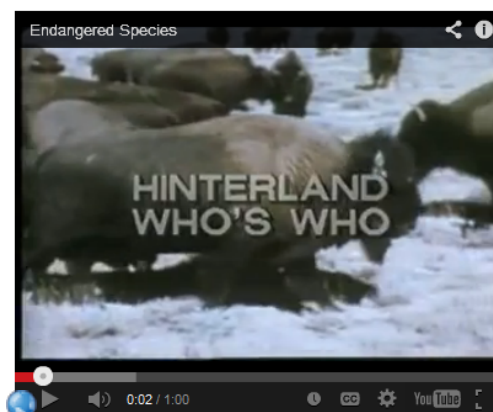 Endangered Species
HINTERLAND
WHO'S WHO
0:02 / 1:00
CC
YouTube